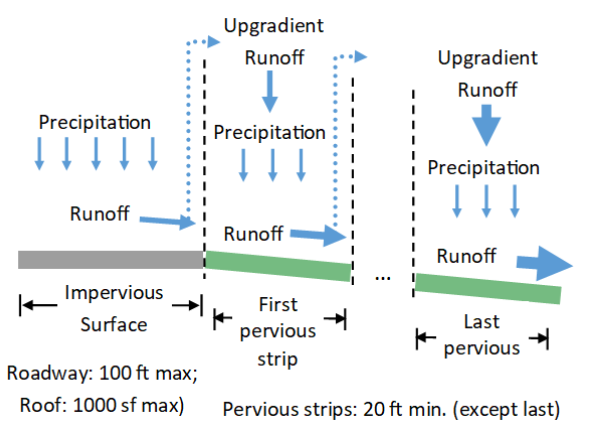 Upgradient
Runoff
Precipitation
Runoff
Precipitation
Runoff
Upgradient
Runoff
Precipitation
Runoff
...
Impervious
Surface
First
pervious
strip
Last
pervious
Roadway: 100 ft max;
Roof: 1000 sf max)
Pervious strips: 20 ft min. (except last)